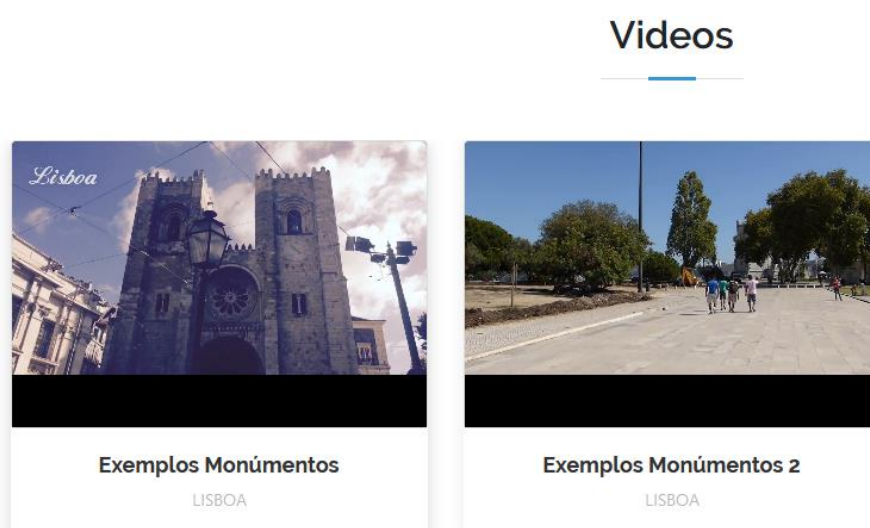 Videos
Lisboa
Exemplos Monúmentos
LISBOA
Exemplos Monúmentos 2
LISBOA